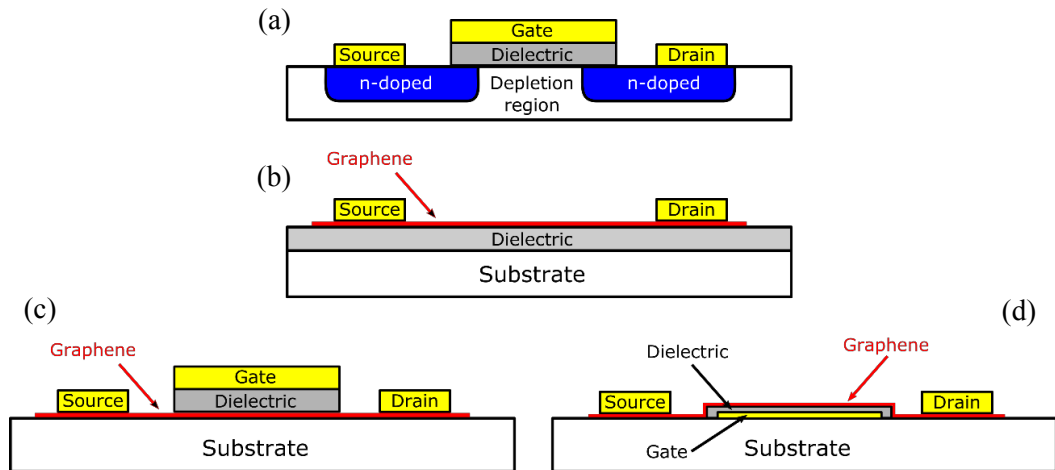 (a)
Gate
Source
Dielectric
Drain
n-doped
Depletion
region
n-doped
(b)
Graphene
Source
Drain
Dielectric
Substrate
(c)
Graphene
Gate
Source
Dielectric
Drain
Substrate
(d)
Dielectric
Graphene
Source
Drain
Gate
Substrate